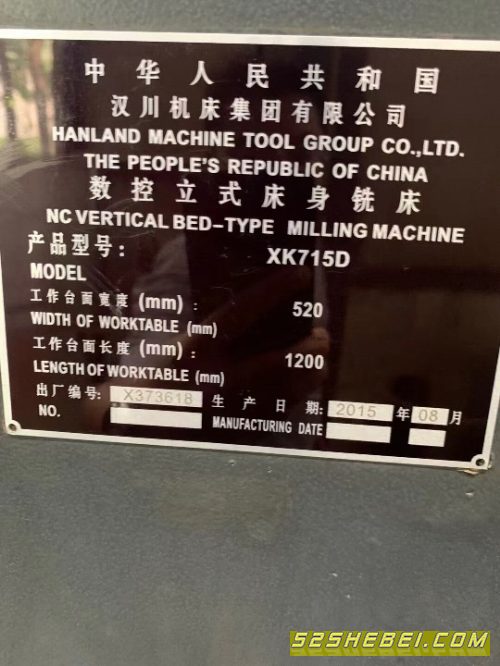 中华人民共和国
汉川机床集团有限公司
HANLAND MACHINE TOOL GROUP CO.,LTD.
THE PEOPLE'S REPUBLIC OF CHINA
数控立式床身铣床
NC VERTICAL BED-TYPE MILLING MACHINE
产品型号: XK715D
MODEL
工作台面宽度 (mm): 520
WIDTH OF WORKTABLE (mm)
工作台面长度 (mm): 1200
LENGTH OF WORKTABLE (mm)
出厂编号: X373618 生产日期: 2015 年 08 月
NO. MANUFACTURING DATE
52SHEBEI.COM